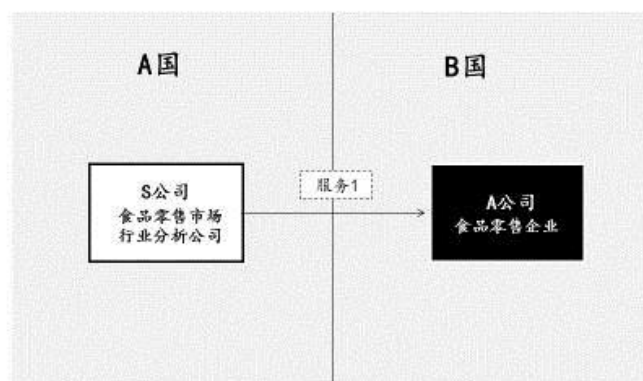 A国
B国
S公司
食品零售市场
行业分析公司
服务1
A公司
食品零售企业